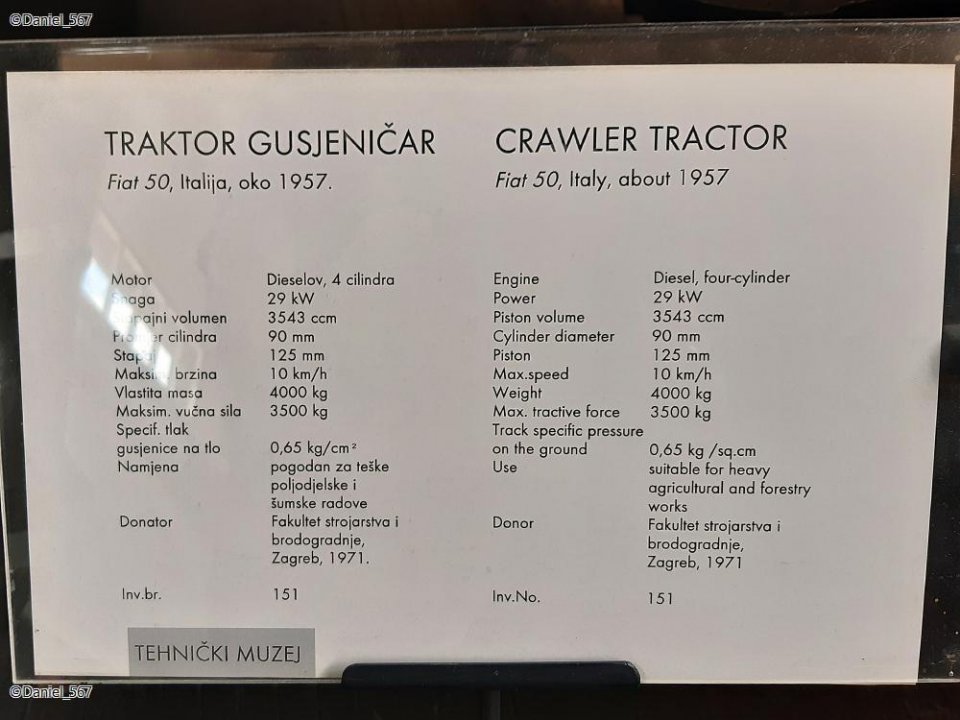 ©Daniel_567
TRAKTOR GUSJENIČAR
Fiat 50, Italija, oko 1957.
Motor Dieselov, 4 cilindra
Snaga 29 kW
Stapajni volumen 3543 ccm
Promjer cilindra 90 mm
Stapaj 125 mm
Maksim. brzina 10 km/h
Vlastita masa 4000 kg
Maksim. vučna sila 3500 kg
Specif. tlak
gusjenice na tlo 0,65 kg/cm²
Namjena pogodan za teške
poljodjelske i
šumske radove
Donator Fakultet strojarstva i
brodogradnje,
Zagreb, 1971.
Inv.br. 151
TEHNIČKI MUZEJ
CRAWLER TRACTOR
Fiat 50, Italy, about 1957
Engine Diesel, four-cylinder
Power 29 kW
Piston volume 3543 ccm
Cylinder diameter 90 mm
Piston 125 mm
Max.speed 10 km/h
Weight 4000 kg
Max. tractive force 3500 kg
Track specific pressure
on the ground 0,65 kg /sq.cm
Use suitable for heavy
agricultural and forestry
works
Donor Fakultet strojarstva i
brodogradnje,
Zagreb, 1971
Inv.No. 151
©Daniel_567